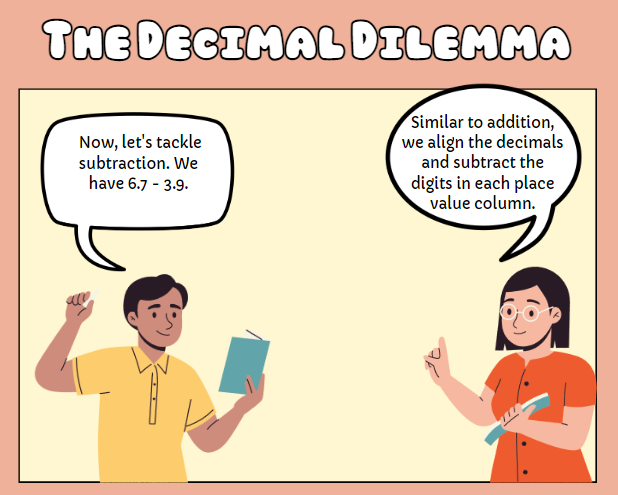 The Decimal Dilemma
Now, let's tackle
subtraction. We
have 6.7 - 3.9.
Similar to addition,
we align the decimals
and subtract the
digits in each place
value column.